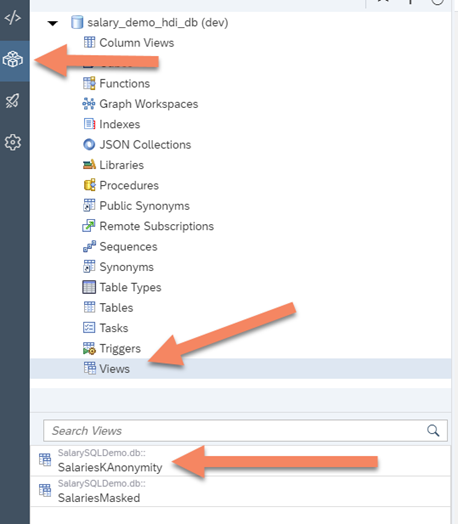 salary_demo_hdi_db (dev)
Column Views
Functions
Graph Workspaces
Indexes
JSON Collections
Libraries
Procedures
Public Synonyms
Remote Subscriptions
Sequences
Synonyms
Table Types
Tables
Tasks
Triggers
Views
Search Views
SalarySQLDemo.db::
SalariesKAnonymity
SalarySQLDemo.db::
SalariesMasked